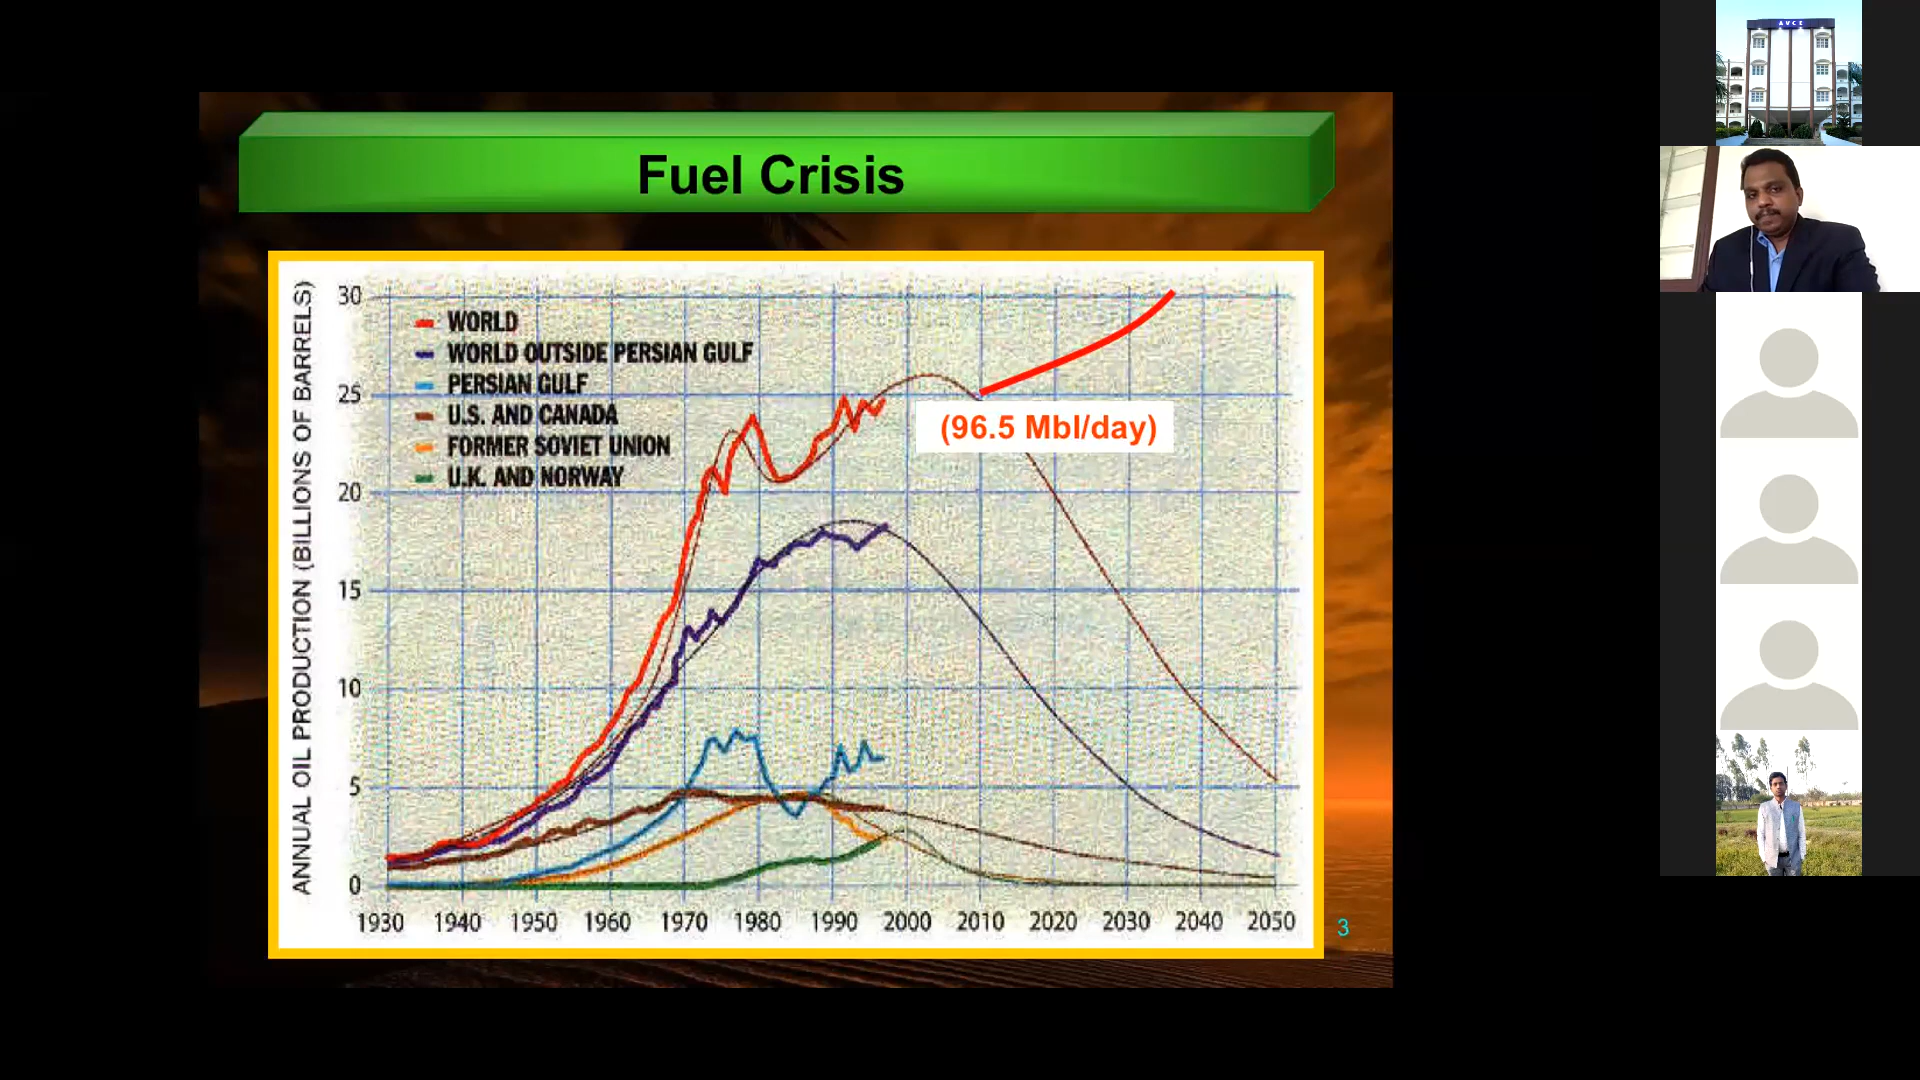 Fuel Crisis
ANNUAL OIL PRODUCTION (BILLIONS OF BARRELS)
30
25
20
15
10
5
0
WORLD
WORLD OUTSIDE PERSIAN GULF
PERSIAN GULF
U.S. AND CANADA
FORMER SOVIET UNION
U.K. AND NORWAY
(96.5 Mbl/day)
1930 1940 1950 1960 1970 1980 1990 2000 2010 2020 2030 2040 2050
3
AVCE